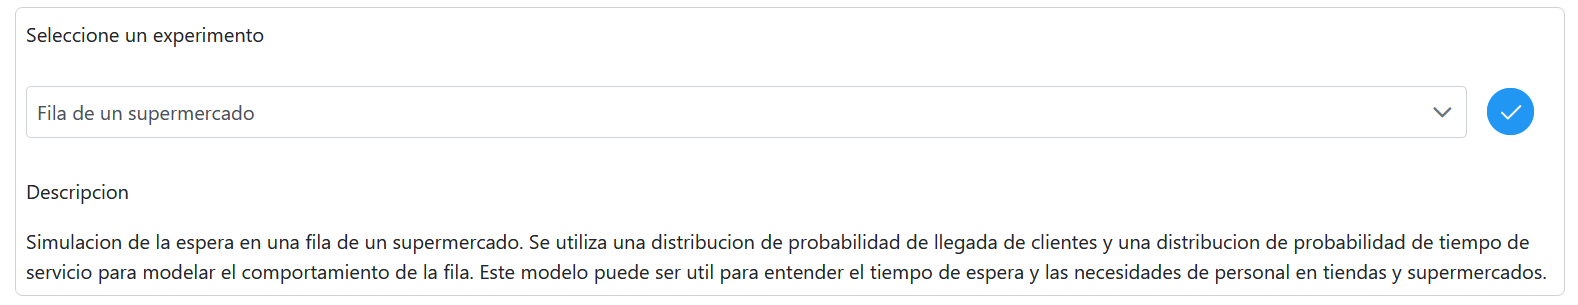 Seleccione un experimento
Fila de un supermercado
Descripcion
Simulacion de la espera en una fila de un supermercado. Se utiliza una distribucion de probabilidad de llegada de clientes y una distribucion de probabilidad de tiempo de
servicio para modelar el comportamiento de la fila. Este modelo puede ser util para entender el tiempo de espera y las necesidades de personal en tiendas y supermercados.